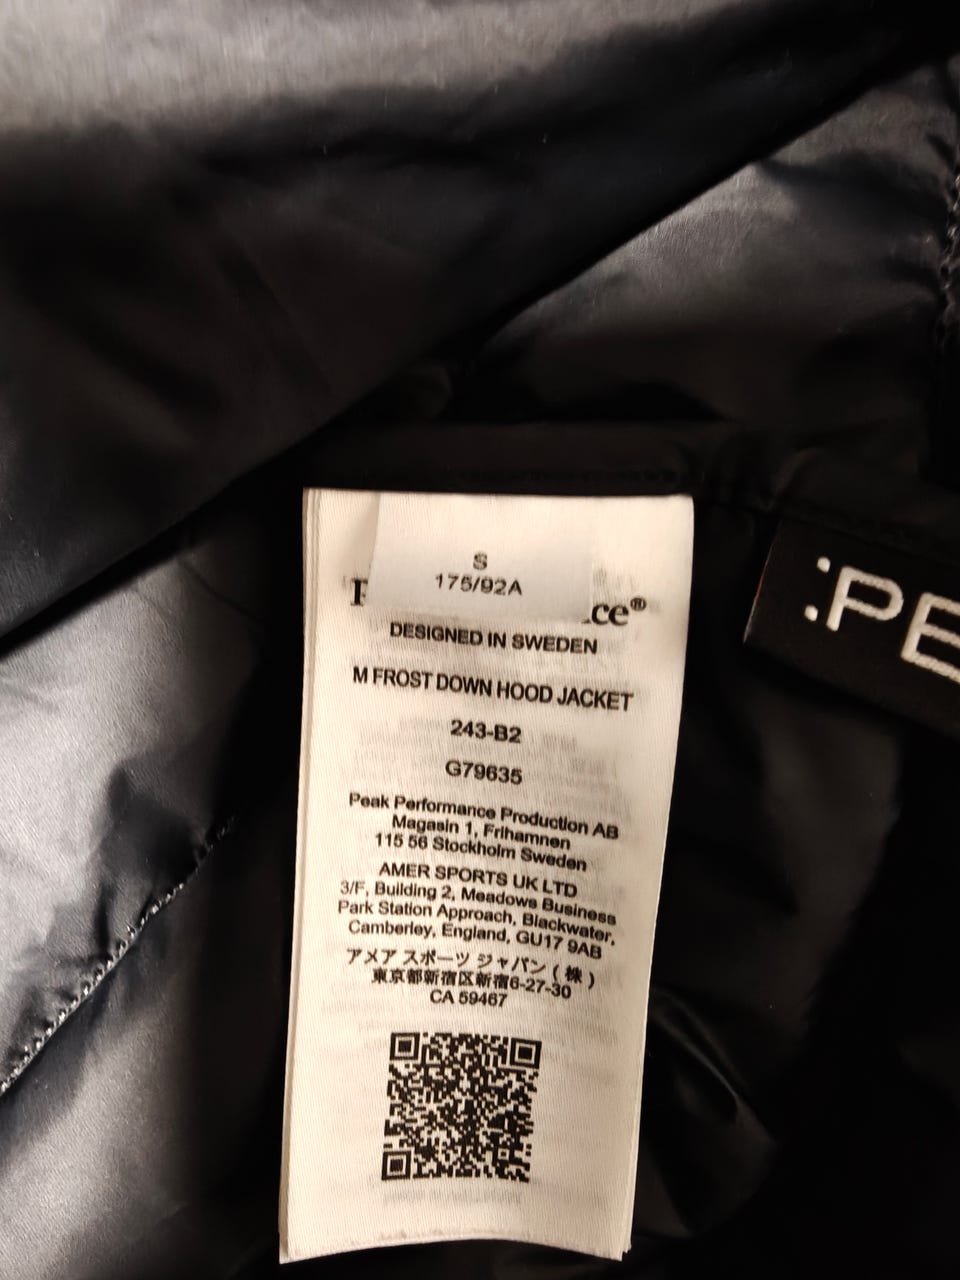 S
175/92A
ce®
DESIGNED IN SWEDEN
M FROST DOWN HOOD JACKET
243-B2
G79635
Peak Performance Production AB
Magasin 1, Frihamnen
115 56 Stockholm Sweden
AMER SPORTS UK LTD
3/F, Building 2, Meadows Business
Park Station Approach, Blackwater,
Camberley, England, GU17 9AB
アメア スポーツ ジャパン ( 株 )
東京都新宿区新宿6-27-30
CA 59467
:PE